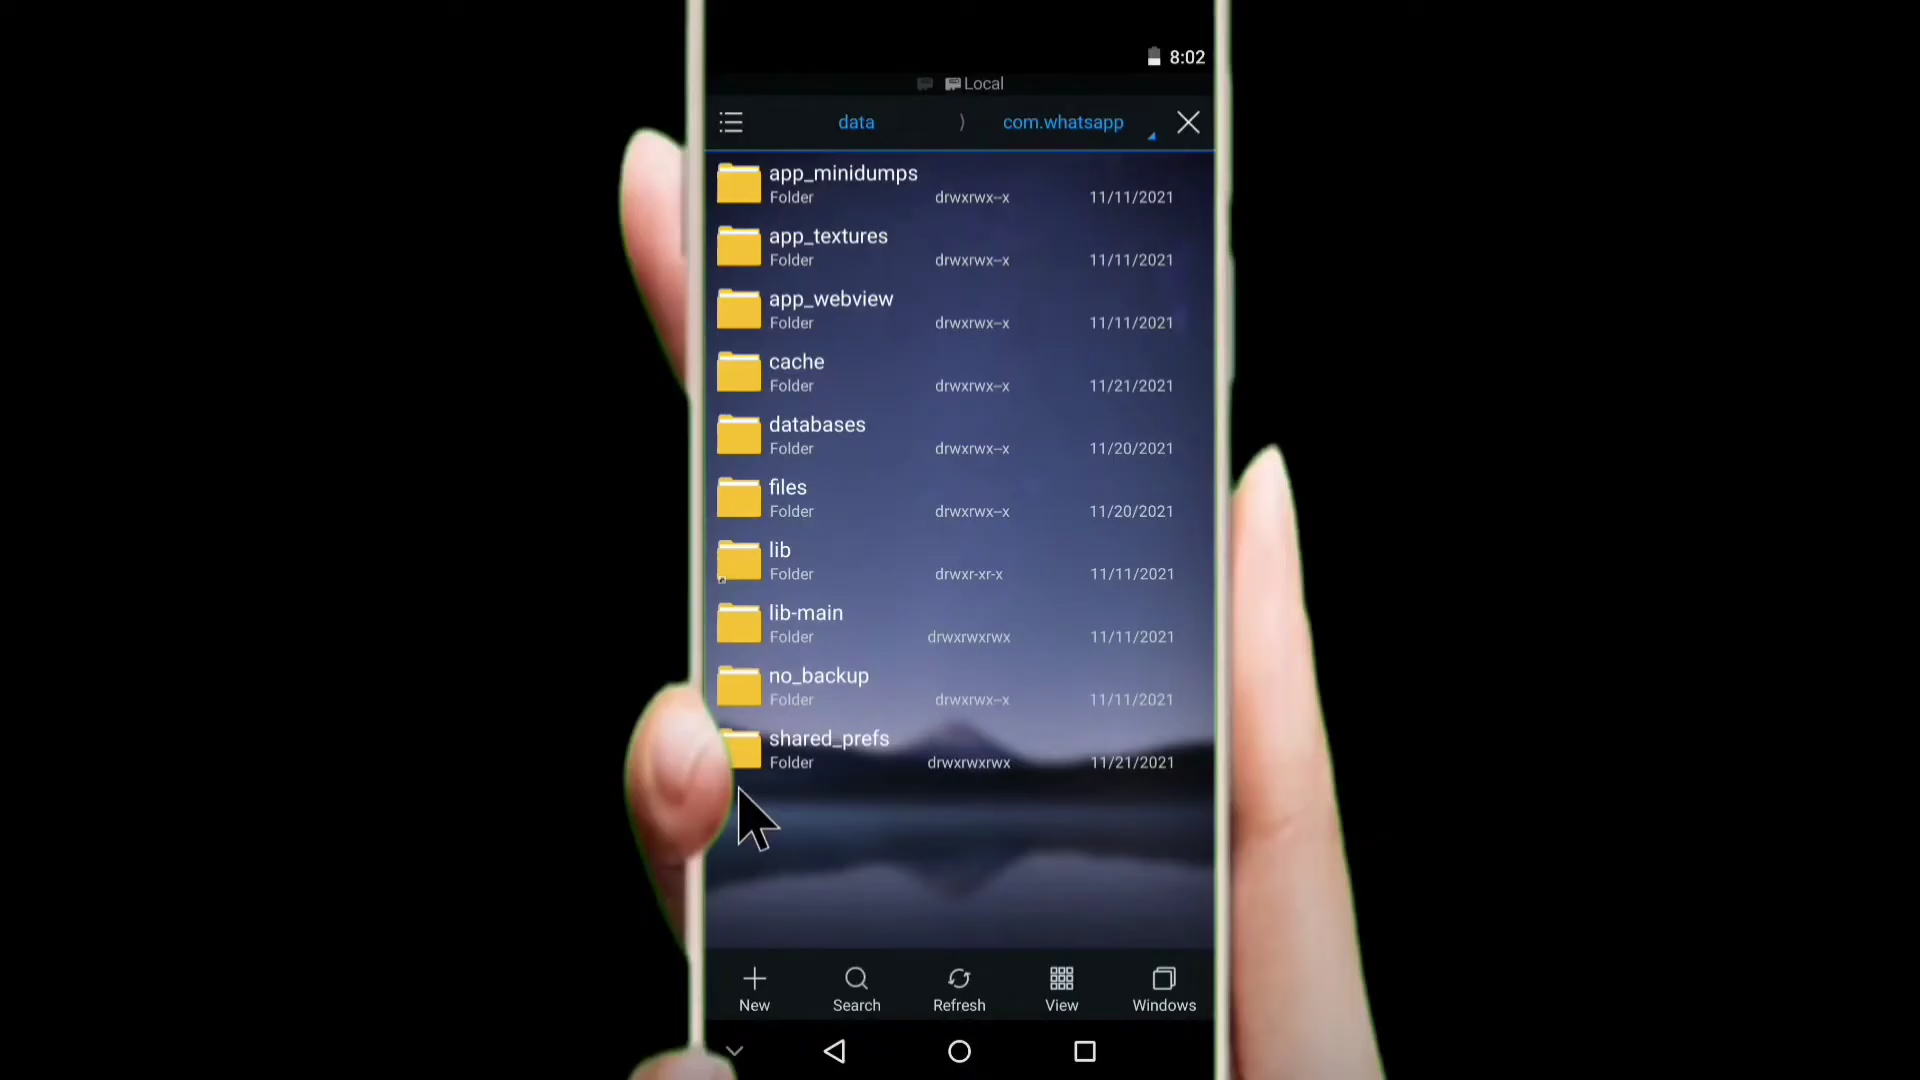 8:02
Local
data ⟩ com.whatsapp
app_minidumps
Folder drwxrwx--x 11/11/2021
app_textures
Folder drwxrwx--x 11/11/2021
app_webview
Folder drwxrwx--x 11/11/2021
cache
Folder drwxrwx--x 11/21/2021
databases
Folder drwxrwx--x 11/20/2021
files
Folder drwxrwx--x 11/20/2021
lib
Folder drwxr-xr-x 11/11/2021
lib-main
Folder drwxrwxrwx 11/11/2021
no_backup
Folder drwxrwx--x 11/11/2021
shared_prefs
Folder drwxrwxrwx 11/21/2021
New Search Refresh View Windows